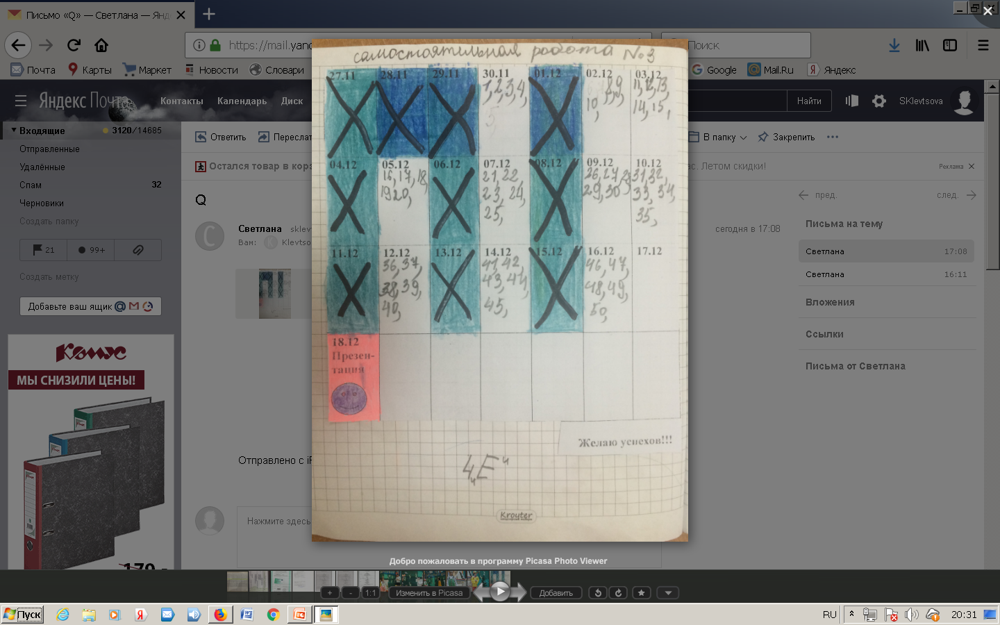 Письмо «Q» — Светлана — Янд
https://mail.yand
Поиск
Почта
Карты
Маркет
Новости
Словари
Google
Mail.Ru
Яндекс
Яндекс Почта
Контакты Календарь Диск
Найти
SKlevtsova
Входящие 3120/14685
Отправленные
Удалённые
Спам 32
Черновики
Создать папку
21
99+
Создать метку
Добавьте ваш ящик
Комус
МЫ СНИЗИЛИ ЦЕНЫ!
Ответить
Переслат
В папку
Закрепить
Остался товар в корз
ас. Летом скидки!
Реклама
Q
Светлана sklev
Вам: Klevtso
сегодня в 17:08
Отправлено с iP
Нажмите здесь
пред.
след.
Письма на тему
Светлана 17:08
Светлана 16:11
Вложения
Ссылки
Письма от Светлана
самостоятильная работа №3
27.11 28.11 29.11 30.11 01.12 02.12 03.12
1,2,3,4,
8,9,
10,
11,12,13,
14,15,
04.12 05.12 06.12 07.12 08.12 09.12 10.12
16,17,18,
19 20,
21,22,
23,24,
25,
26,27,28,
29,30,
31,32,
33,34,
35,
11.12 12.12 13.12 14.12 15.12 16.12 17.12
36,37,
38,39,
40,
41,42,
43,44,
45,
46,47,
48,49,
50,
18.12
Презен-
тация
Желаю успехов!!!
Kroyter
Добро пожаловать в программу Picasa Photo Viewer
+ - 1:1
Изменить в Picasa
Добавить
Пуск
RU
20:31